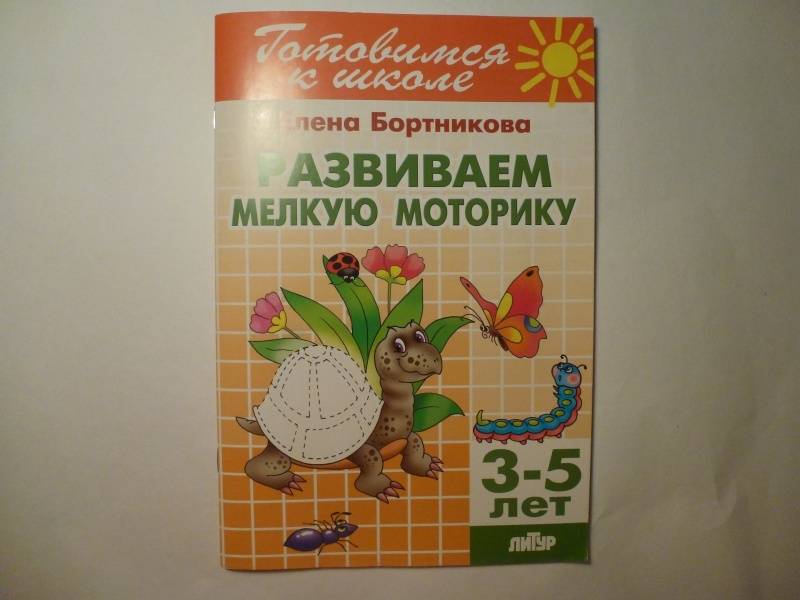 Готовимся
к школе
Елена Бортникова
РАЗВИВАЕМ
МЕЛКУЮ МОТОРИКУ
3-5
лет
ЛИТУР